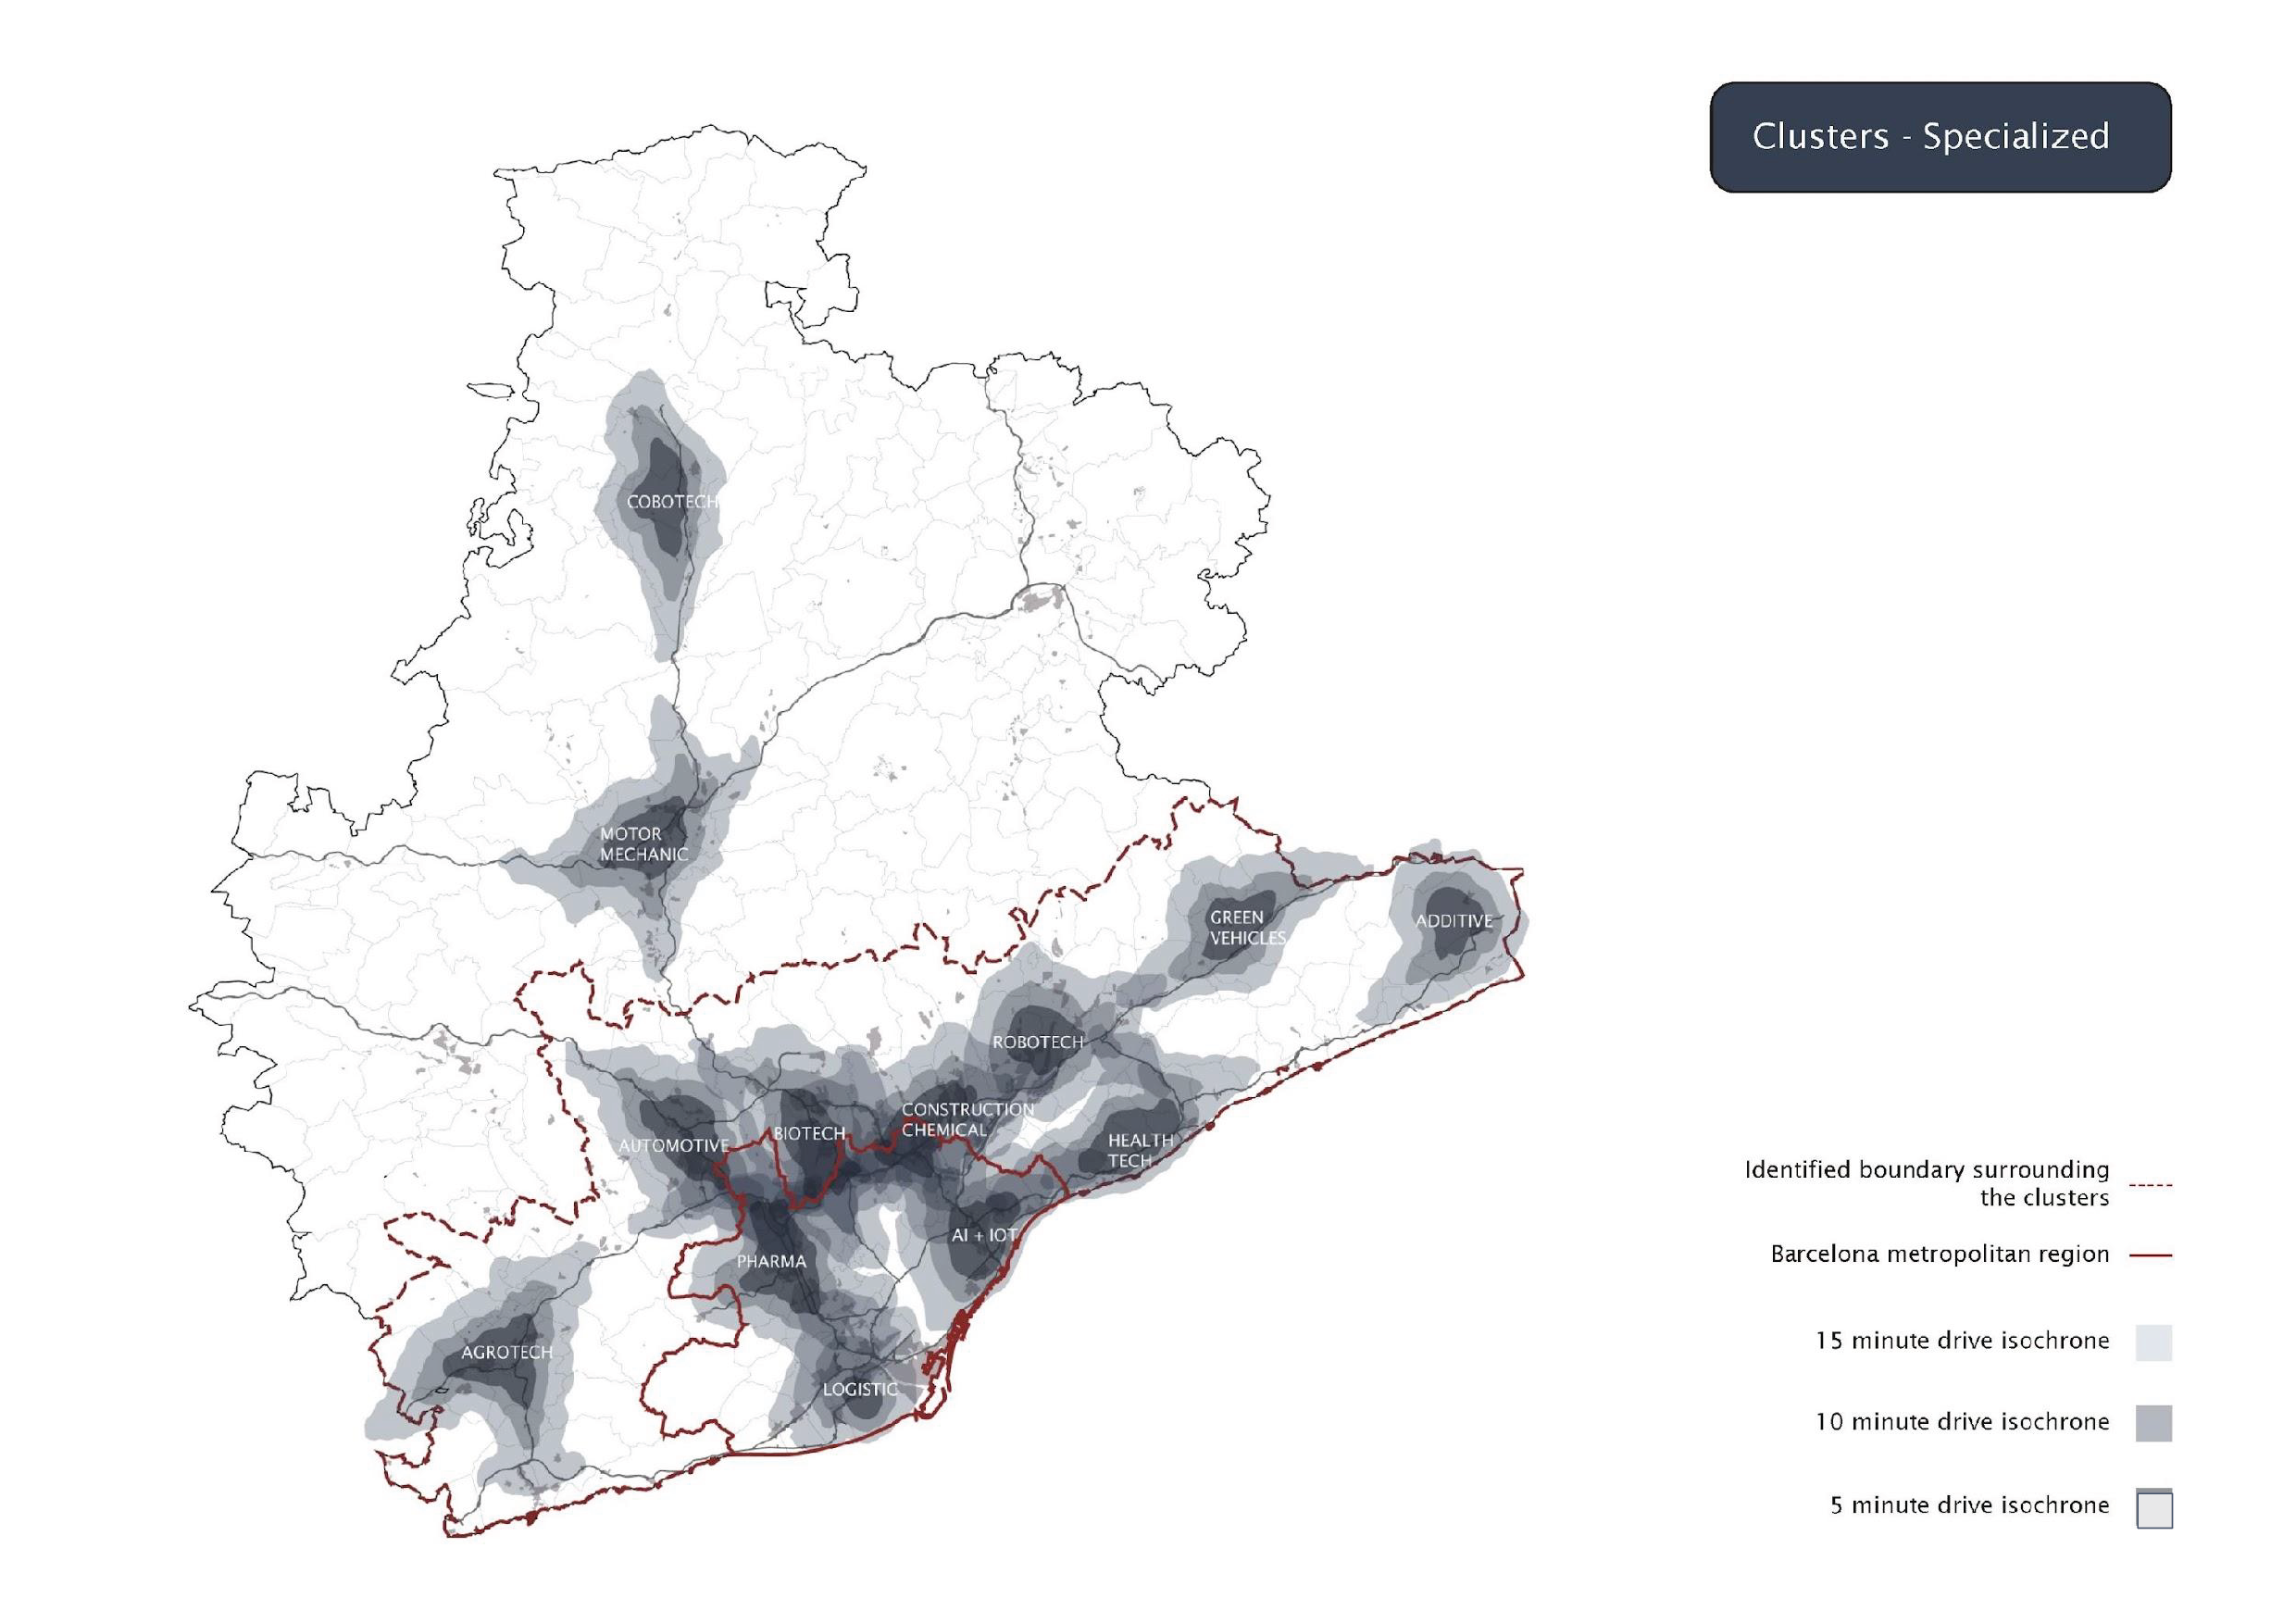 Clusters - Specialized
COBOTECH
MOTOR
MECHANIC
GREEN
VEHICLES
ADDITIVE
ROBOTECH
CONSTRUCTION
CHEMICAL
BIOTECH
AUTOMOTIVE
HEALTH
TECH
AI + IOT
PHARMA
AGROTECH
LOGISTIC
Identified boundary surrounding
the clusters
Barcelona metropolitan region
15 minute drive isochrone
10 minute drive isochrone
5 minute drive isochrone